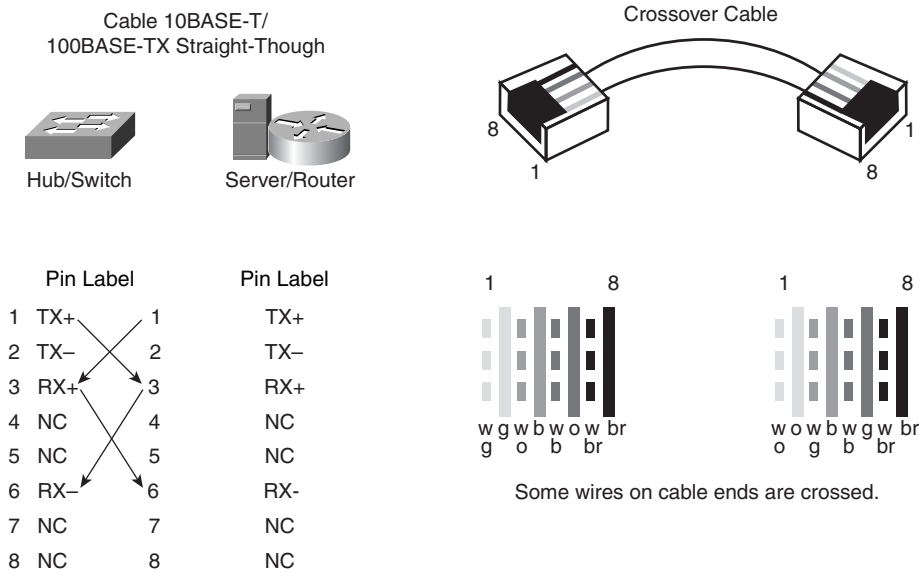 Cable 10BASE-T/
100BASE-TX Straight-Though
Hub/Switch
Server/Router
Pin Label
Pin Label
1 TX+ 1 TX+
2 TX– 2 TX–
3 RX+ 3 RX+
4 NC 4 NC
5 NC 5 NC
6 RX– 6 RX-
7 NC 7 NC
8 NC 8 NC
Crossover Cable
8
1
1
8
1 8
w g w b w o w br
g o b br
1 8
w o w b w g w br
o g b br
Some wires on cable ends are crossed.